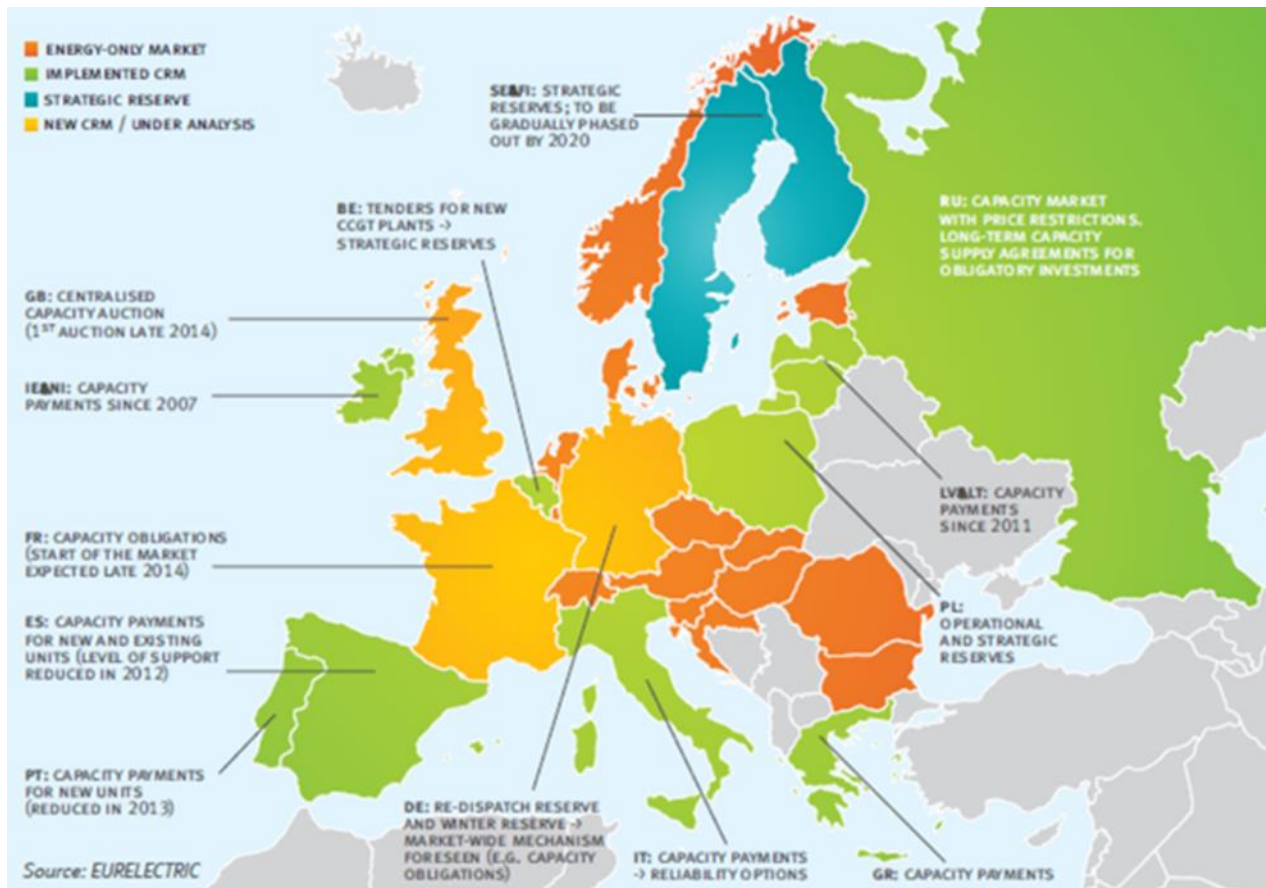 ENERGY-ONLY MARKET
IMPLEMENTED CRM
STRATEGIC RESERVE
NEW CRM / UNDER ANALYSIS
SE&FI: STRATEGIC
RESERVES; TO BE
GRADUALLY PHASED
OUT BY 2020
BE: TENDERS FOR NEW
CCGT PLANTS ->
STRATEGIC RESERVES
RU: CAPACITY MARKET
WITH PRICE RESTRICTIONS.
LONG-TERM CAPACITY
SUPPLY AGREEMENTS FOR
OBLIGATORY INVESTMENTS
GB: CENTRALISED
CAPACITY AUCTION
(1ST AUCTION LATE 2014)
IE&NI: CAPACITY
PAYMENTS SINCE 2007
LV&LT: CAPACITY
PAYMENTS
SINCE 2011
FR: CAPACITY OBLIGATIONS
(START OF THE MARKET
EXPECTED LATE 2014)
ES: CAPACITY PAYMENTS
FOR NEW AND EXISTING
UNITS (LEVEL OF SUPPORT
REDUCED IN 2012)
PL:
OPERATIONAL
AND STRATEGIC
RESERVES
PT: CAPACITY PAYMENTS
FOR NEW UNITS
(REDUCED IN 2013)
DE: RE-DISPATCH RESERVE
AND WINTER RESERVE ->
MARKET-WIDE MECHANISM
FORESEEN (E.G. CAPACITY
OBLIGATIONS)
IT: CAPACITY PAYMENTS
-> RELIABILITY OPTIONS
GR: CAPACITY PAYMENTS
Source: EURELECTRIC